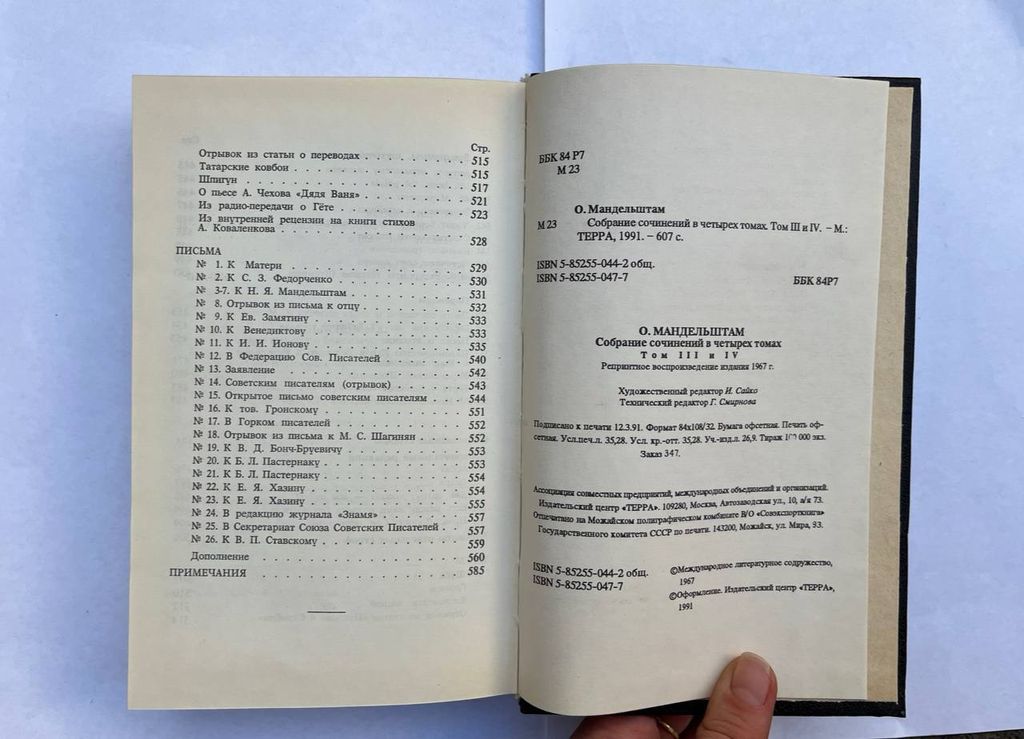 Стр.
Отрывок из статьи о переводах . . . . . . . . 515
Татарские ковбои . . . . . . . . . . . . . 515
Шпигун . . . . . . . . . . . . . . . . 517
О пьесе А. Чехова «Дядя Ваня» . . . . . . . . 521
Из радио-передачи о Гёте . . . . . . . . . . 523
Из внутренней рецензии на книги стихов
А. Коваленкова . . . . . . . . . . . . . . 528
ПИСЬМА
№ 1. К Матери . . . . . . . . . . . . . 529
№ 2. К С. З. Федорченко . . . . . . . . . . 530
№ 3-7. К Н. Я. Мандельштам . . . . . . . . . 531
№ 8. Отрывок из письма к отцу . . . . . . . . 532
№ 9. К Ев. Замятину . . . . . . . . . . . . 533
№ 10. К Венедиктову . . . . . . . . . . . . 533
№ 11. К И. И. Ионову . . . . . . . . . . . . 535
№ 12. В Федерацию Сов. Писателей . . . . . . . 540
№ 13. Заявление . . . . . . . . . . . . . . 542
№ 14. Советским писателям (отрывок) . . . . . . 543
№ 15. Открытое письмо советским писателям . . . . 544
№ 16. К тов. Гронскому . . . . . . . . . . . 551
№ 17. В Горком писателей . . . . . . . . . . 552
№ 18. Отрывок из письма к М. С. Шагинян . . . . 552
№ 19. К В. Д. Бонч-Бруевичу . . . . . . . . . 553
№ 20. К Б. Л. Пастернаку . . . . . . . . . . 553
№ 21. К Б. Л. Пастернаку . . . . . . . . . . 554
№ 22. К Е. Я. Хазину . . . . . . . . . . . . 554
№ 23. К Е. Я. Хазину . . . . . . . . . . . . 555
№ 24. В редакцию журнала «Знамя» . . . . . . . 557
№ 25. В Секретариат Союза Советских Писателей . . 557
№ 26. К В. П. Ставскому . . . . . . . . . . . 559
Дополнение . . . . . . . . . . . . . . . 560
ПРИМЕЧАНИЯ . . . . . . . . . . . . . . . 585
ББК 84 Р7
М 23
О. Мандельштам
М 23 Собрание сочинений в четырех томах. Том III и IV. – М.:
ТЕРРА, 1991. – 607 с.
ISBN 5-85255-044-2 общ.
ISBN 5-85255-047-7
ББК 84Р7
О. МАНДЕЛЬШТАМ
Собрание сочинений в четырех томах
Том III и IV
Репринтное воспроизведение издания 1967 г.
Художественный редактор И. Сайко
Технический редактор Г. Смирнова
Подписано к печати 12.3.91. Формат 84х108/32. Бумага офсетная. Печать оф-
сетная. Усл.печ.л. 35,28. Усл. кр.-отт. 35,28. Уч.-изд.л. 26,9. Тираж 000 экз.
Заказ 347.
Ассоциация совместных предприятий, международных объединений и организаций.
Издательский центр «ТЕРРА». 109280, Москва, Автозаводская ул., 10, а/я 73.
Отпечатано на Можайском полиграфическом комбинате В/О «Совэкспорткнига»
Государственного комитета СССР по печати. 143200, Можайск, ул. Мира, 93.
ISBN 5-85255-044-2 общ.
ISBN 5-85255-047-7
©Международное литературное содружество,
1967
©Оформление. Издательский центр «ТЕРРА»,
1991